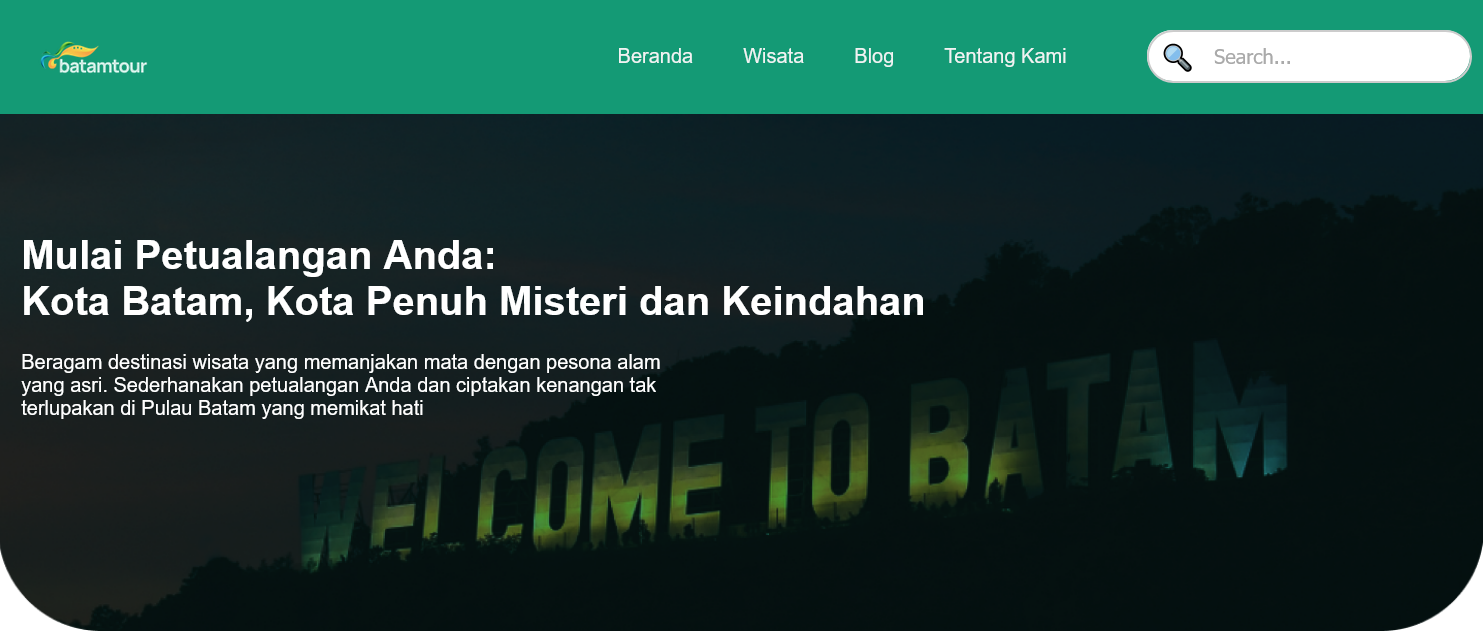 batamtour
Beranda
Wisata
Blog
Tentang Kami
Search...
Mulai Petualangan Anda:
Kota Batam, Kota Penuh Misteri dan Keindahan
Beragam destinasi wisata yang memanjakan mata dengan pesona alam
yang asri. Sederhanakan petualangan Anda dan ciptakan kenangan tak
terlupakan di Pulau Batam yang memikat hati
WELCOME TO BATAM